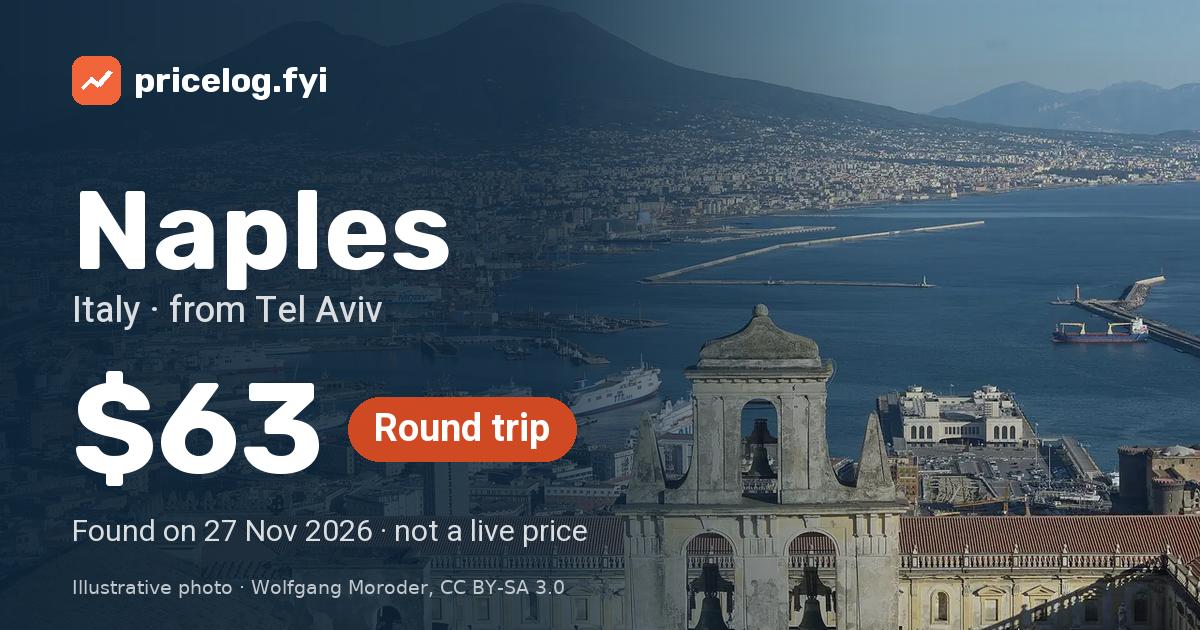 pricelog.fyi
Naples
Italy · from Tel Aviv
$63
Round trip
Found on 27 Nov 2026 · not a live price
Illustrative photo · Wolfgang Moroder, CC BY-SA 3.0